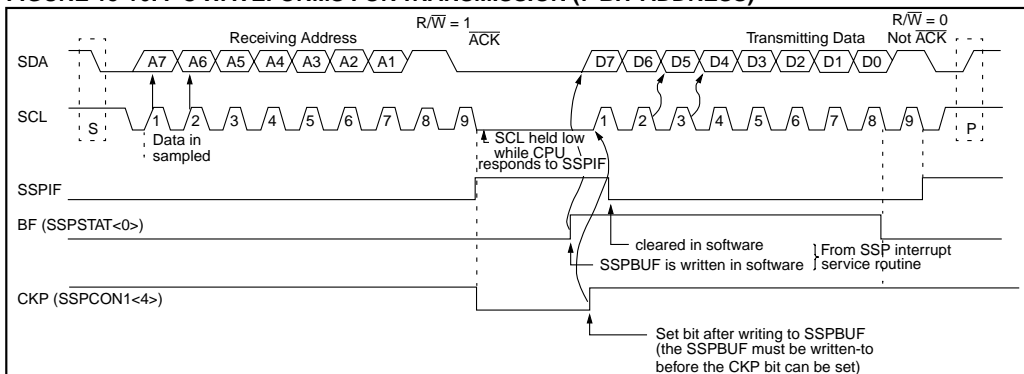 FIGURE 15-13: I²C WAVEFORMS FOR TRANSMISSION (7-BIT ADDRESS)
R/W = 1
R/W = 0
Receiving Address
ACK
Transmitting Data
Not ACK
SDA
A7 A6 A5 A4 A3 A2 A1
D7 D6 D5 D4 D3 D2 D1 D0
SCL
S
1 2 3 4 5 6 7 8 9
1 2 3 4 5 6 7 8 9
P
Data in
sampled
SCL held low
while CPU
responds to SSPIF
SSPIF
BF (SSPSTAT<0>)
cleared in software
SSPBUF is written in software
From SSP interrupt
service routine
CKP (SSPCON1<4>)
Set bit after writing to SSPBUF
(the SSPBUF must be written-to
before the CKP bit can be set)